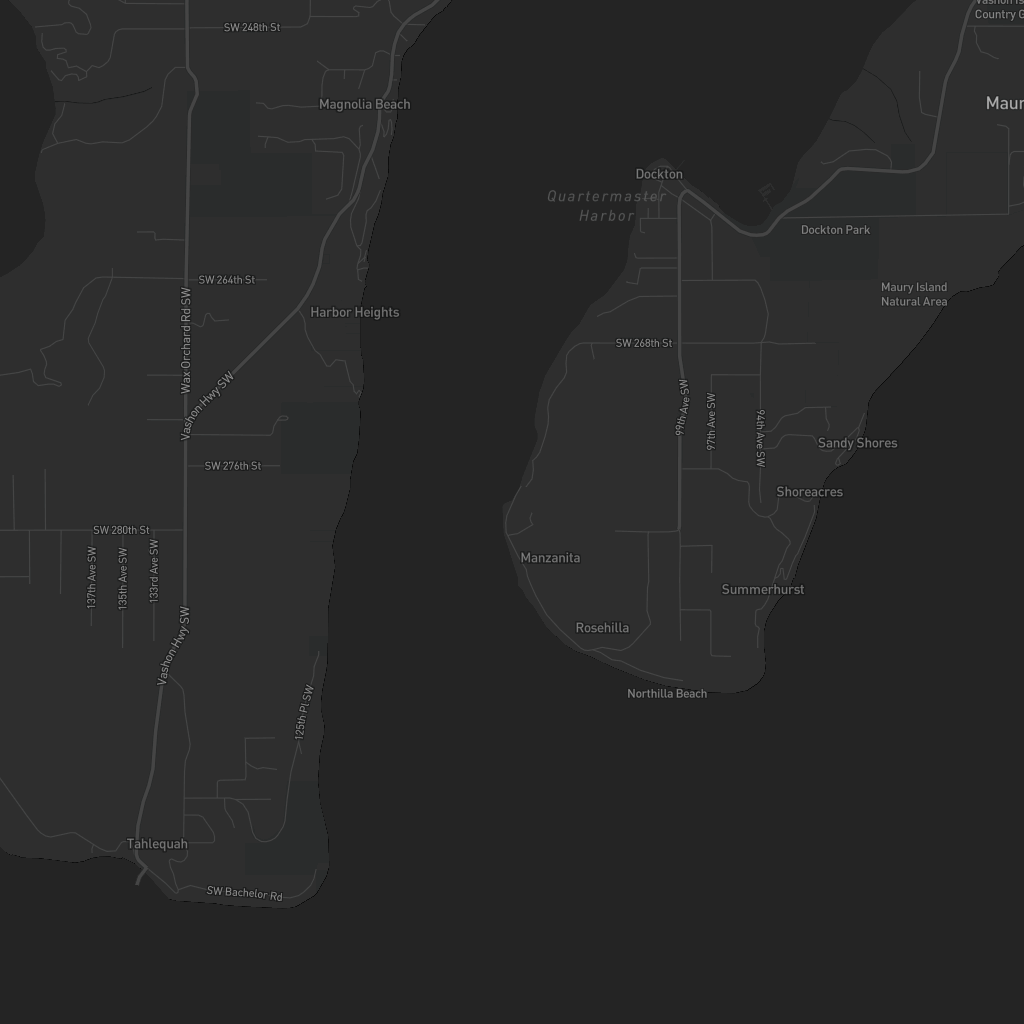 Vashon Is
Country G
SW 248th St
Magnolia Beach
Maur
Dockton
Quartermaster
Harbor
Dockton Park
SW 264th St
Maury Island
Natural Area
Harbor Heights
Wax Orchard Rd SW
SW 268th St
Vashon Hwy SW
99th Ave SW
97th Ave SW
94th Ave SW
Sandy Shores
SW 276th St
Shoreacres
SW 280th St
137th Ave SW
135th Ave SW
133rd Ave SW
Manzanita
Summerhurst
Rosehilla
Vashon Hwy SW
Northilla Beach
125th Pl SW
Tahlequah
SW Bachelor Rd